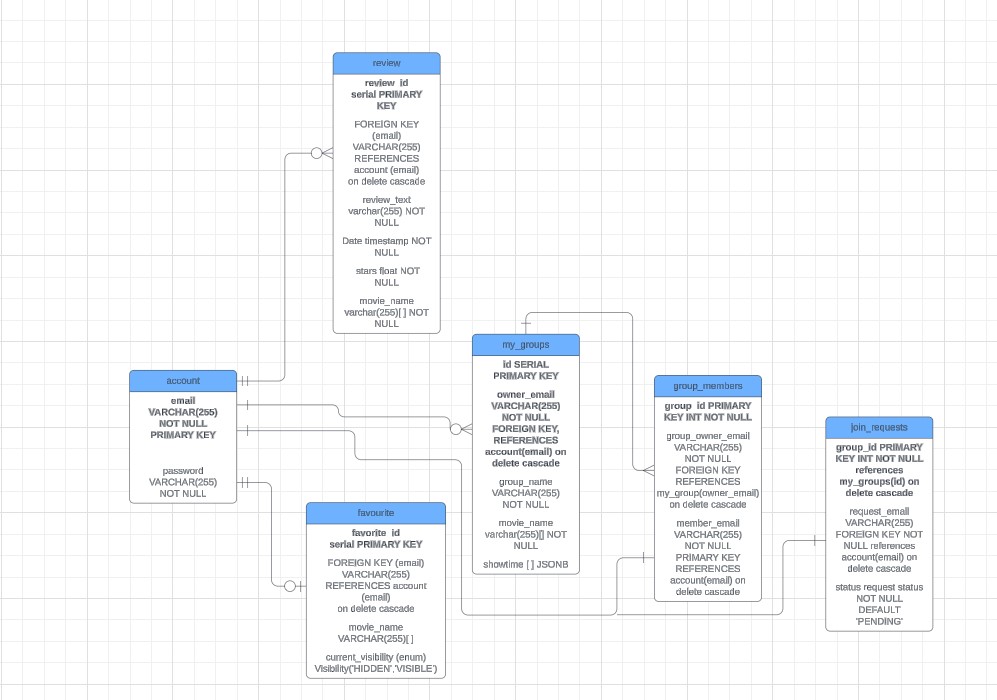 review
review_id
serial PRIMARY
KEY
FOREIGN KEY
(email)
VARCHAR(255)
REFERENCES
account (email)
on delete cascade
review_text
varchar(255) NOT
NULL
Date timestamp NOT
NULL
stars float NOT
NULL
movie_name
varchar(255)[ ] NOT
NULL
account
email
VARCHAR(255)
NOT NULL
PRIMARY KEY
password
VARCHAR(255)
NOT NULL
favourite
favorite_id
serial PRIMARY KEY
FOREIGN KEY (email)
VARCHAR(255)
REFERENCES account
(email)
on delete cascade
movie_name
VARCHAR(255)[ ]
current_visibility (enum)
Visibility('HIDDEN','VISIBLE')
my_groups
id SERIAL
PRIMARY KEY
owner_email
VARCHAR(255)
NOT NULL
FOREIGN KEY,
REFERENCES
account(email) on
delete cascade
group_name
VARCHAR(255)
NOT NULL
movie_name
varchar(255)[] NOT
NULL
showtime [ ] JSONB
group_members
group_id PRIMARY
KEY INT NOT NULL
group_owner_email
VARCHAR(255)
NOT NULL
FOREIGN KEY
REFERENCES
my_group(owner_email)
on delete cascade
member_email
VARCHAR(255)
NOT NULL
PRIMARY KEY
REFERENCES
account(email) on
delete cascade
join_requests
group_id PRIMARY
KEY INT NOT NULL
references
my_groups(id) on
delete cascade
request_email
VARCHAR(255)
FOREIGN KEY NOT
NULL references
account(email) on
delete cascade
status request status
NOT NULL
DEFAULT
'PENDING'